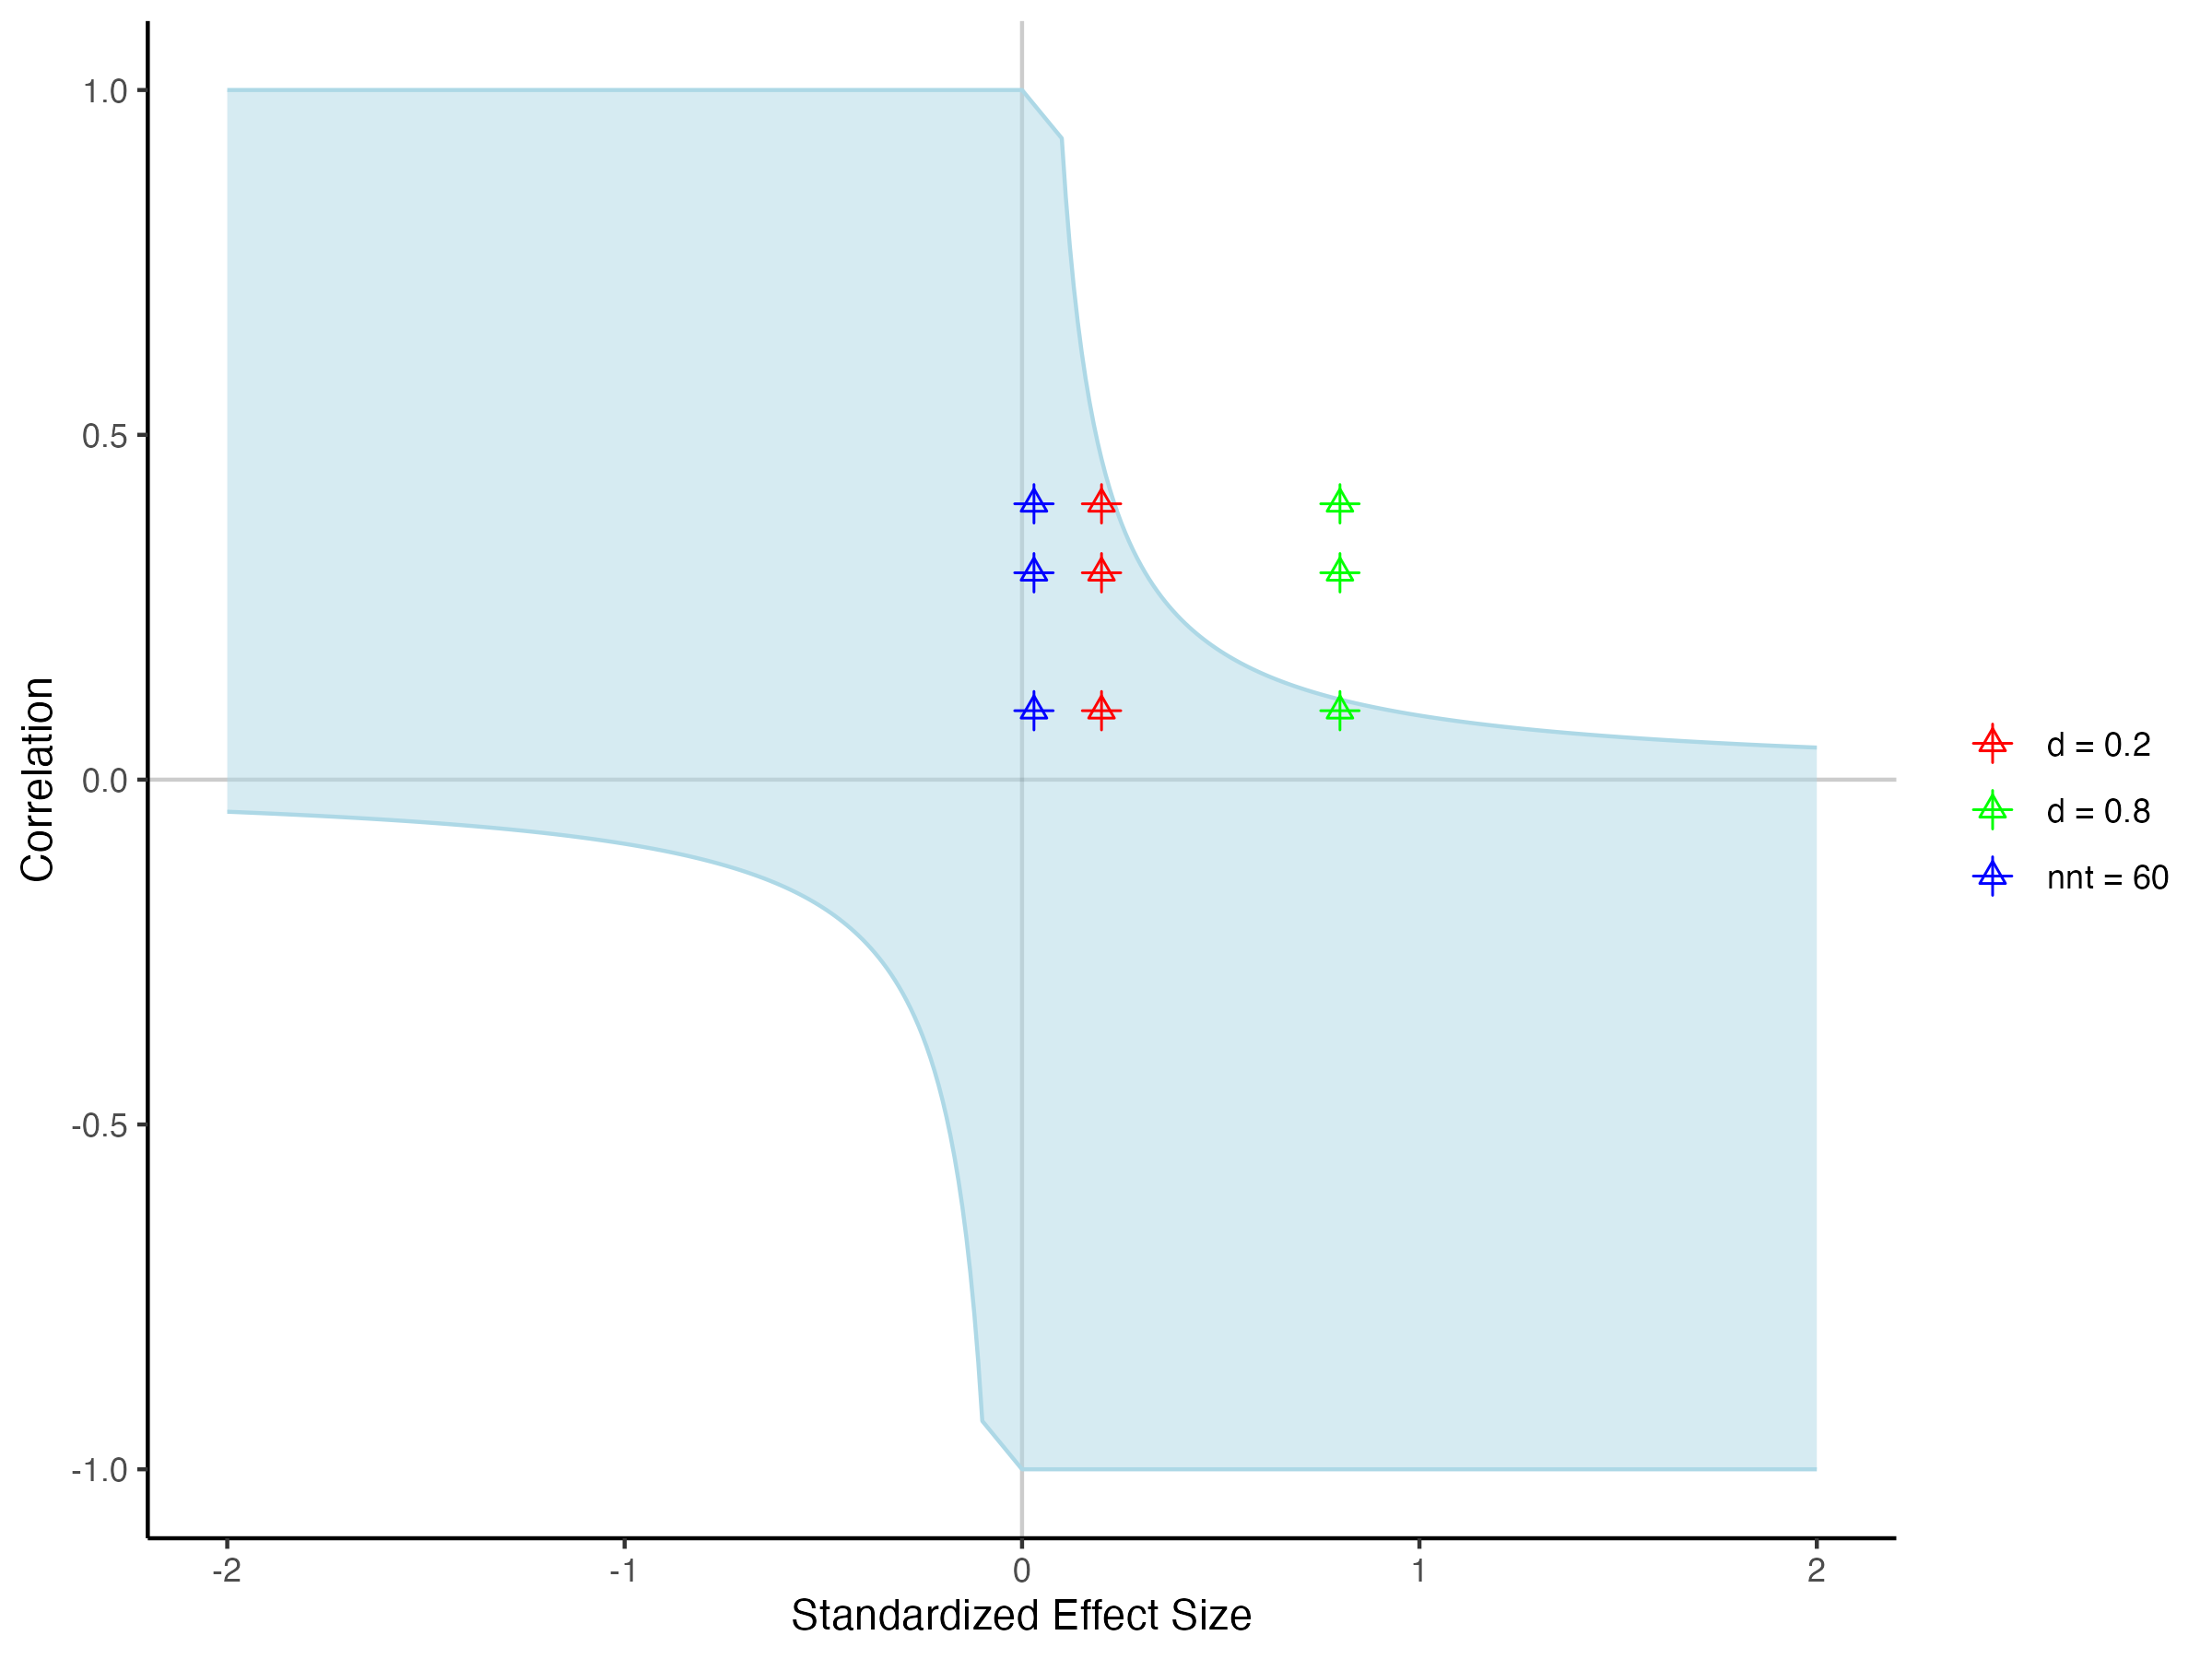 1.0
0.5
0.0
-0.5
-1.0
Correlation
-2
-1
0
1
2
Standardized Effect Size
d = 0.2
d = 0.8
nnt = 60